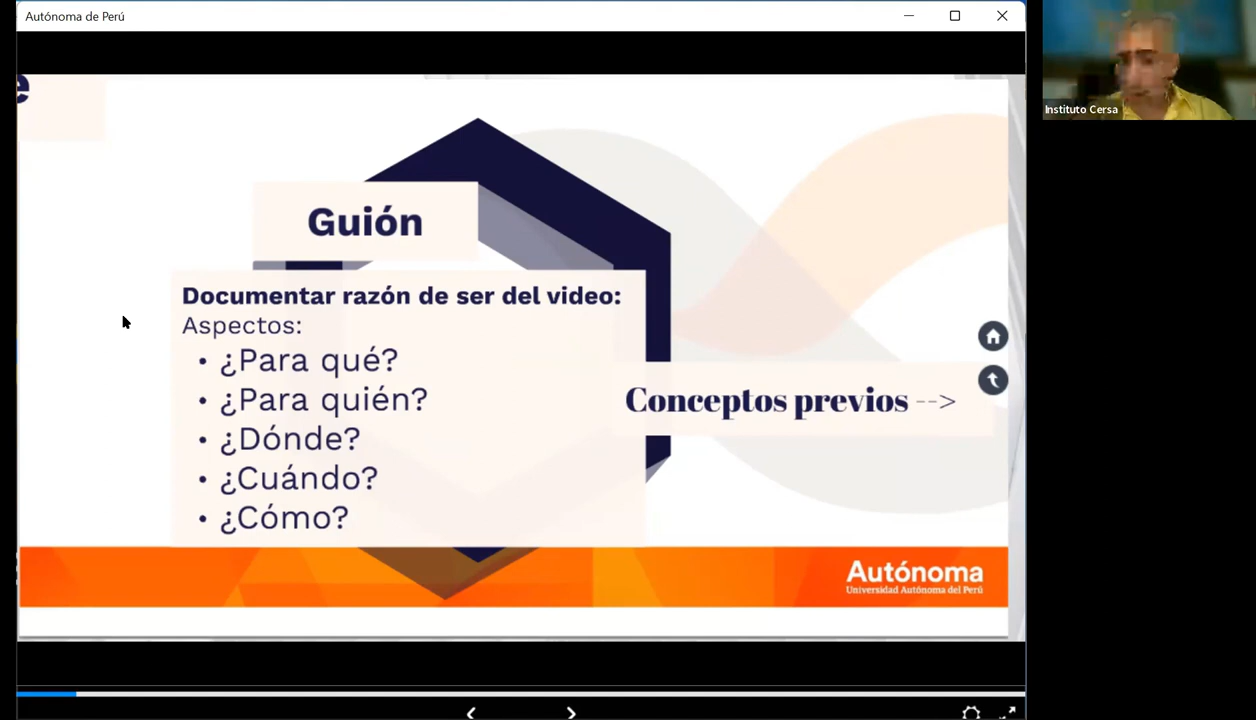 Autónoma de Perú
e
Guión
Documentar razón de ser del video:
Aspectos:
• ¿Para qué?
• ¿Para quién?
• ¿Dónde?
• ¿Cuándo?
• ¿Cómo?
Conceptos previos -->
Autónoma
Universidad Autónoma del Perú
Instituto Cersa